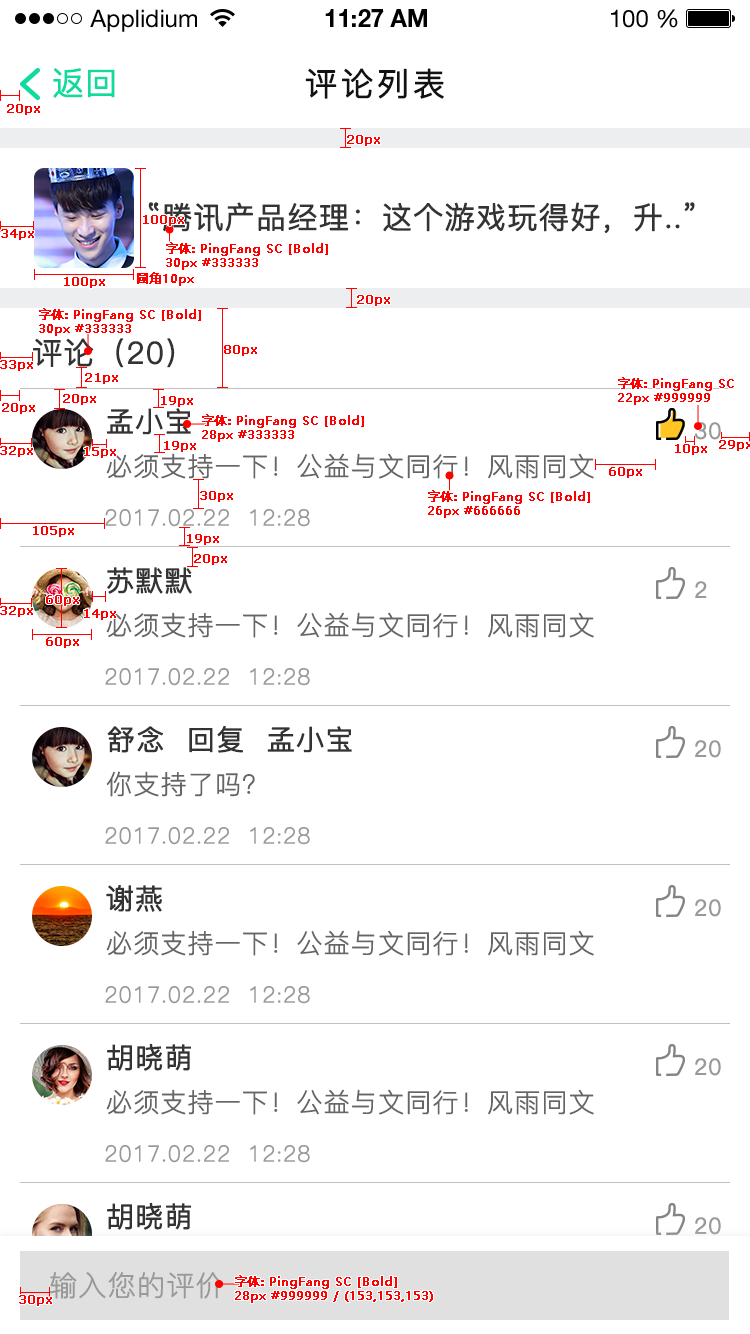 Applidium 11:27 AM 100 %
返回 评论列表
20px
20px
“腾讯产品经理：这个游戏玩得好，升..”
100px
34px
字体: PingFang SC [Bold]
30px #333333
100px
圆角10px
20px
字体: PingFang SC [Bold]
30px #333333
评论（20）
80px
33px
21px
字体: PingFang SC
22px #999999
20px
20px
19px
孟小宝
字体: PingFang SC [Bold]
28px #333333
30
32px
15px
19px
10px
29px
必须支持一下！公益与文同行！风雨同文
60px
30px
字体: PingFang SC [Bold]
26px #666666
2017.02.22 12:28
105px
19px
20px
苏默默
2
60px
32px
14px
必须支持一下！公益与文同行！风雨同文
60px
2017.02.22 12:28
舒念 回复 孟小宝
20
你支持了吗?
2017.02.22 12:28
谢燕
20
必须支持一下！公益与文同行！风雨同文
2017.02.22 12:28
胡晓萌
20
必须支持一下！公益与文同行！风雨同文
2017.02.22 12:28
胡晓萌
20
输入您的评价
字体: PingFang SC [Bold]
28px #999999 / (153,153,153)
30px